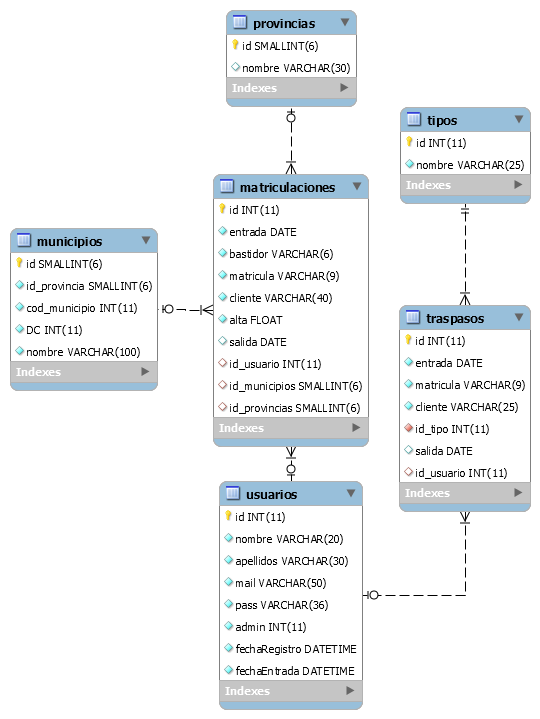 provincias
id SMALLINT(6)
nombre VARCHAR(30)
Indexes
tipos
id INT(11)
nombre VARCHAR(25)
Indexes
matriculaciones
id INT(11)
entrada DATE
bastidor VARCHAR(6)
matricula VARCHAR(9)
cliente VARCHAR(40)
alta FLOAT
salida DATE
id_usuario INT(11)
id_municipios SMALLINT(6)
id_provincias SMALLINT(6)
Indexes
municipios
id SMALLINT(6)
id_provincia SMALLINT(6)
cod_municipio INT(11)
DC INT(11)
nombre VARCHAR(100)
Indexes
traspasos
id INT(11)
entrada DATE
matricula VARCHAR(9)
cliente VARCHAR(25)
id_tipo INT(11)
salida DATE
id_usuario INT(11)
Indexes
usuarios
id INT(11)
nombre VARCHAR(20)
apellidos VARCHAR(30)
mail VARCHAR(50)
pass VARCHAR(36)
admin INT(11)
fechaRegistro DATETIME
fechaEntrada DATETIME
Indexes